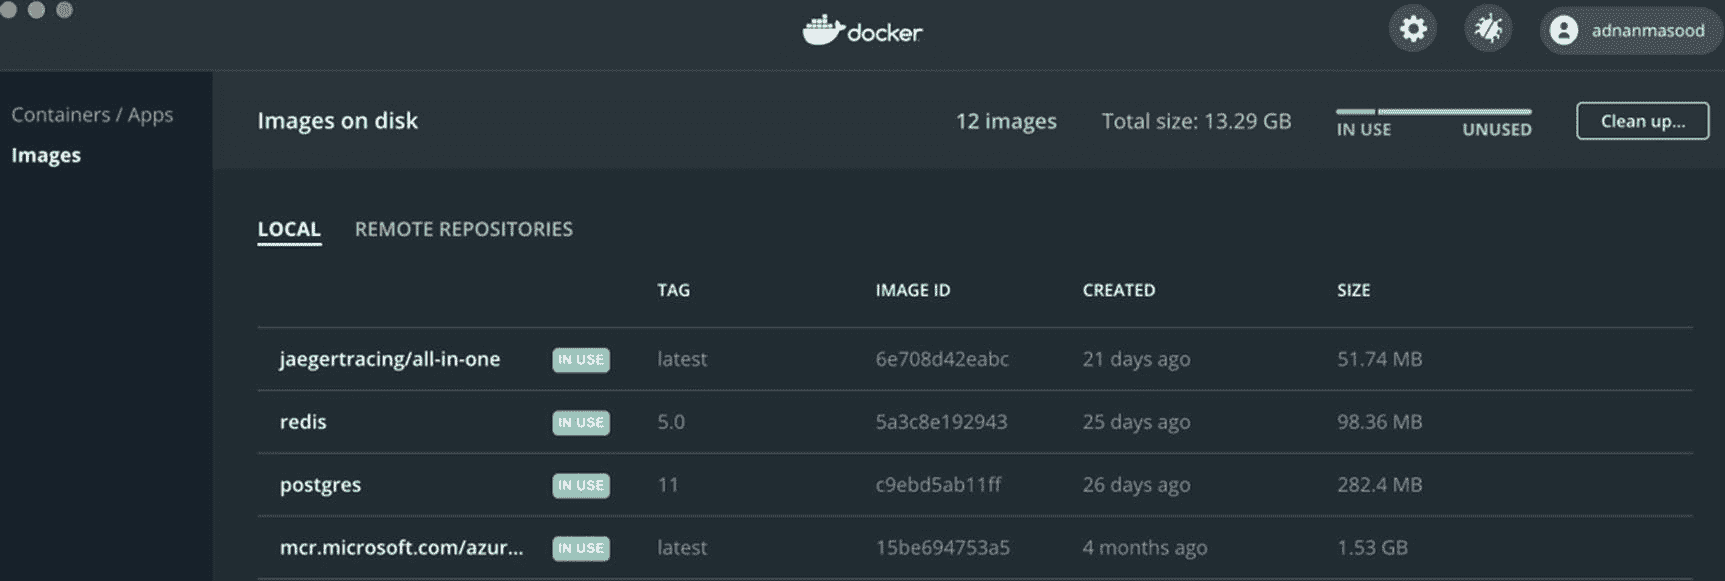 docker
adnanmasood
Containers / Apps
Images
Images on disk
12 images
Total size: 13.29 GB
IN USE
UNUSED
Clean up...
LOCAL
REMOTE REPOSITORIES
TAG IMAGE ID CREATED SIZE
jaegertracing/all-in-one IN USE latest 6e708d42eabc 21 days ago 51.74 MB
redis IN USE 5.0 5a3c8e192943 25 days ago 98.36 MB
postgres IN USE 11 c9ebd5ab11ff 26 days ago 282.4 MB
mcr.microsoft.com/azur... IN USE latest 15be694753a5 4 months ago 1.53 GB